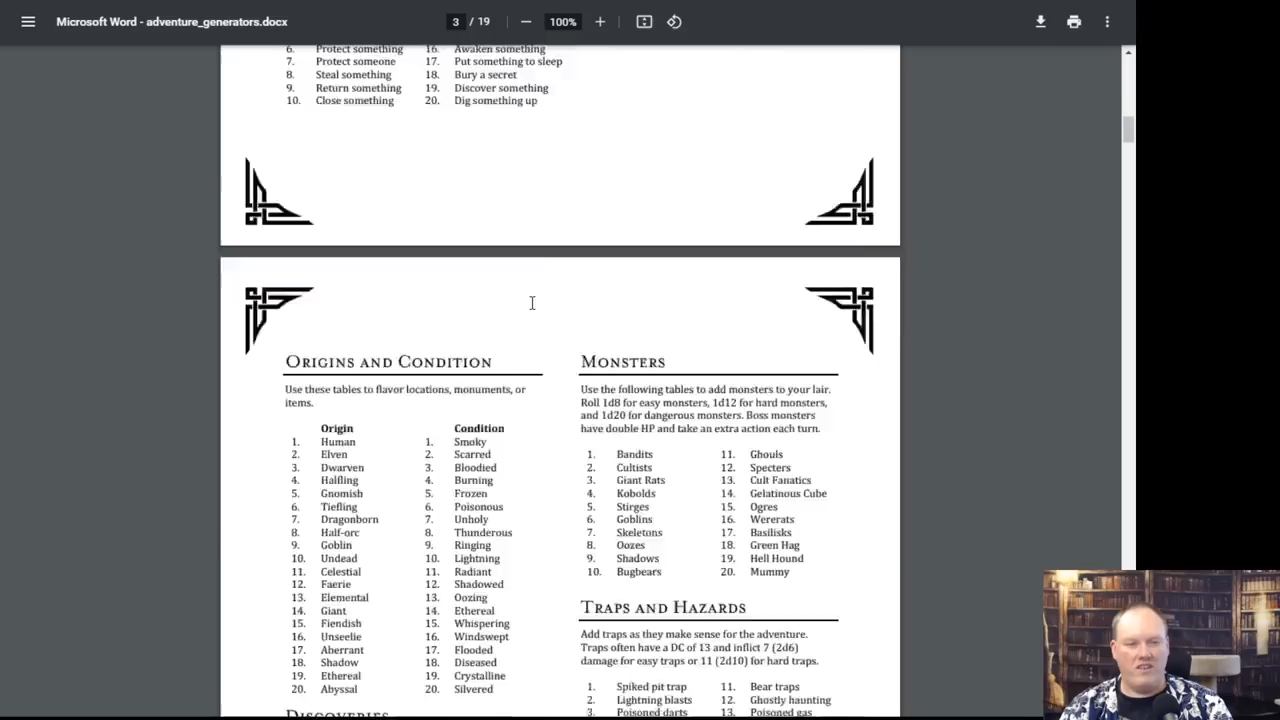 Microsoft Word - adventure_generators.docx
3 / 19
100%
6. Protect something 16. Awaken something
7. Protect someone 17. Put something to sleep
8. Steal something 18. Bury a secret
9. Return something 19. Discover something
10. Close something 20. Dig something up
Origins and Condition
Use these tables to flavor locations, monuments, or
items.
Origin Condition
1. Human 1. Smoky
2. Elven 2. Scarred
3. Dwarven 3. Bloodied
4. Halfling 4. Burning
5. Gnomish 5. Frozen
6. Tiefling 6. Poisonous
7. Dragonborn 7. Unholy
8. Half-orc 8. Thunderous
9. Goblin 9. Ringing
10. Undead 10. Lightning
11. Celestial 11. Radiant
12. Faerie 12. Shadowed
13. Elemental 13. Oozing
14. Giant 14. Ethereal
15. Fiendish 15. Whispering
16. Unseelie 16. Windswept
17. Aberrant 17. Flooded
18. Shadow 18. Diseased
19. Ethereal 19. Crystalline
20. Abyssal 20. Silvered
Discoveries
Monsters
Use the following tables to add monsters to your lair.
Roll 1d8 for easy monsters, 1d12 for hard monsters,
and 1d20 for dangerous monsters. Boss monsters
have double HP and take an extra action each turn.
1. Bandits 11. Ghouls
2. Cultists 12. Specters
3. Giant Rats 13. Cult Fanatics
4. Kobolds 14. Gelatinous Cube
5. Stirges 15. Ogres
6. Goblins 16. Wererats
7. Skeletons 17. Basilisks
8. Oozes 18. Green Hag
9. Shadows 19. Hell Hound
10. Bugbears 20. Mummy
Traps and Hazards
Add traps as they make sense for the adventure.
Traps often have a DC of 13 and inflict 7 (2d6)
damage for easy traps or 11 (2d10) for hard traps.
1. Spiked pit trap 11. Bear traps
2. Lightning blasts 12. Ghostly haunting
3. Poisoned darts 13. Poisoned gas